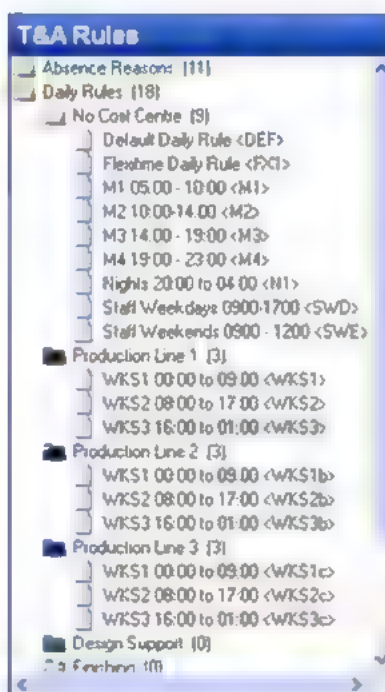 T&A Rules
Absence Reasons (11)
Daily Rules (18)
No Cost Centre (9)
Default Daily Rule <DEF>
Flexitime Daily Rule <FXI>
M1 05:00 - 10:00 <M1>
M2 10:00-14:00 <M2>
M3 14:00 - 19:00 <M3>
M4 19:00 - 23:00 <M4>
Nights 20:00 to 04:00 <N1>
Staff Weekdays 0900-1700 <SWD>
Staff Weekends 0900 - 1200 <SWE>
Production Line 1 (3)
WKS1 00:00 to 09:00 <WKS1>
WKS2 08:00 to 17:00 <WKS2>
WKS3 16:00 to 01:00 <WKS3>
Production Line 2 (3)
WKS1 00:00 to 09:00 <WKS1b>
WKS2 08:00 to 17:00 <WKS2b>
WKS3 16:00 to 01:00 <WKS3b>
Production Line 3 (3)
WKS1 00:00 to 09:00 <WKS1c>
WKS2 08:00 to 17:00 <WKS2c>
WKS3 16:00 to 01:00 <WKS3c>
Design Support (0)
Finishing (0)